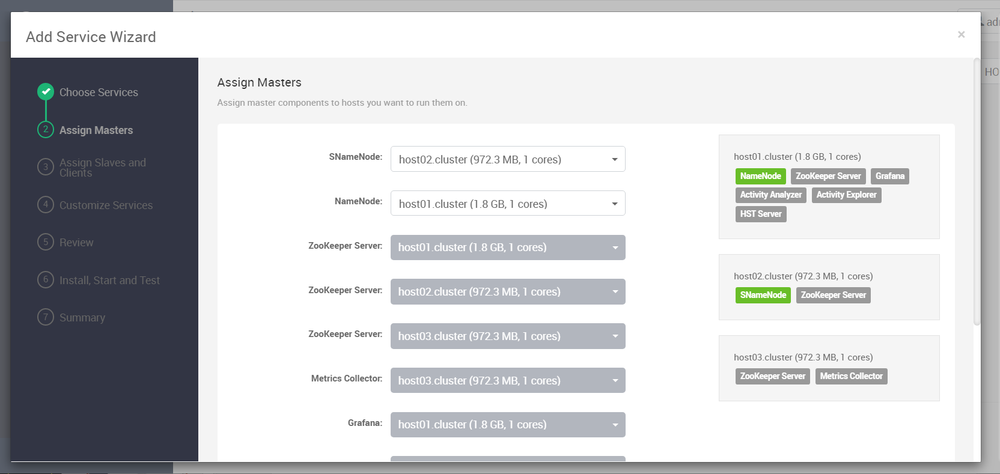 Add Service Wizard
×
adi
HO
Choose Services
2 Assign Masters
3 Assign Slaves and
Clients
4 Customize Services
5 Review
6 Install, Start and Test
7 Summary
Assign Masters
Assign master components to hosts you want to run them on.
SNameNode: host02.cluster (972.3 MB, 1 cores)
NameNode: host01.cluster (1.8 GB, 1 cores)
ZooKeeper Server: host01.cluster (1.8 GB, 1 cores)
ZooKeeper Server: host02.cluster (972.3 MB, 1 cores)
ZooKeeper Server: host03.cluster (972.3 MB, 1 cores)
Metrics Collector: host03.cluster (972.3 MB, 1 cores)
Grafana: host01.cluster (1.8 GB, 1 cores)
host01.cluster (1.8 GB, 1 cores)
NameNode ZooKeeper Server Grafana
Activity Analyzer Activity Explorer
HST Server
host02.cluster (972.3 MB, 1 cores)
SNameNode ZooKeeper Server
host03.cluster (972.3 MB, 1 cores)
ZooKeeper Server Metrics Collector